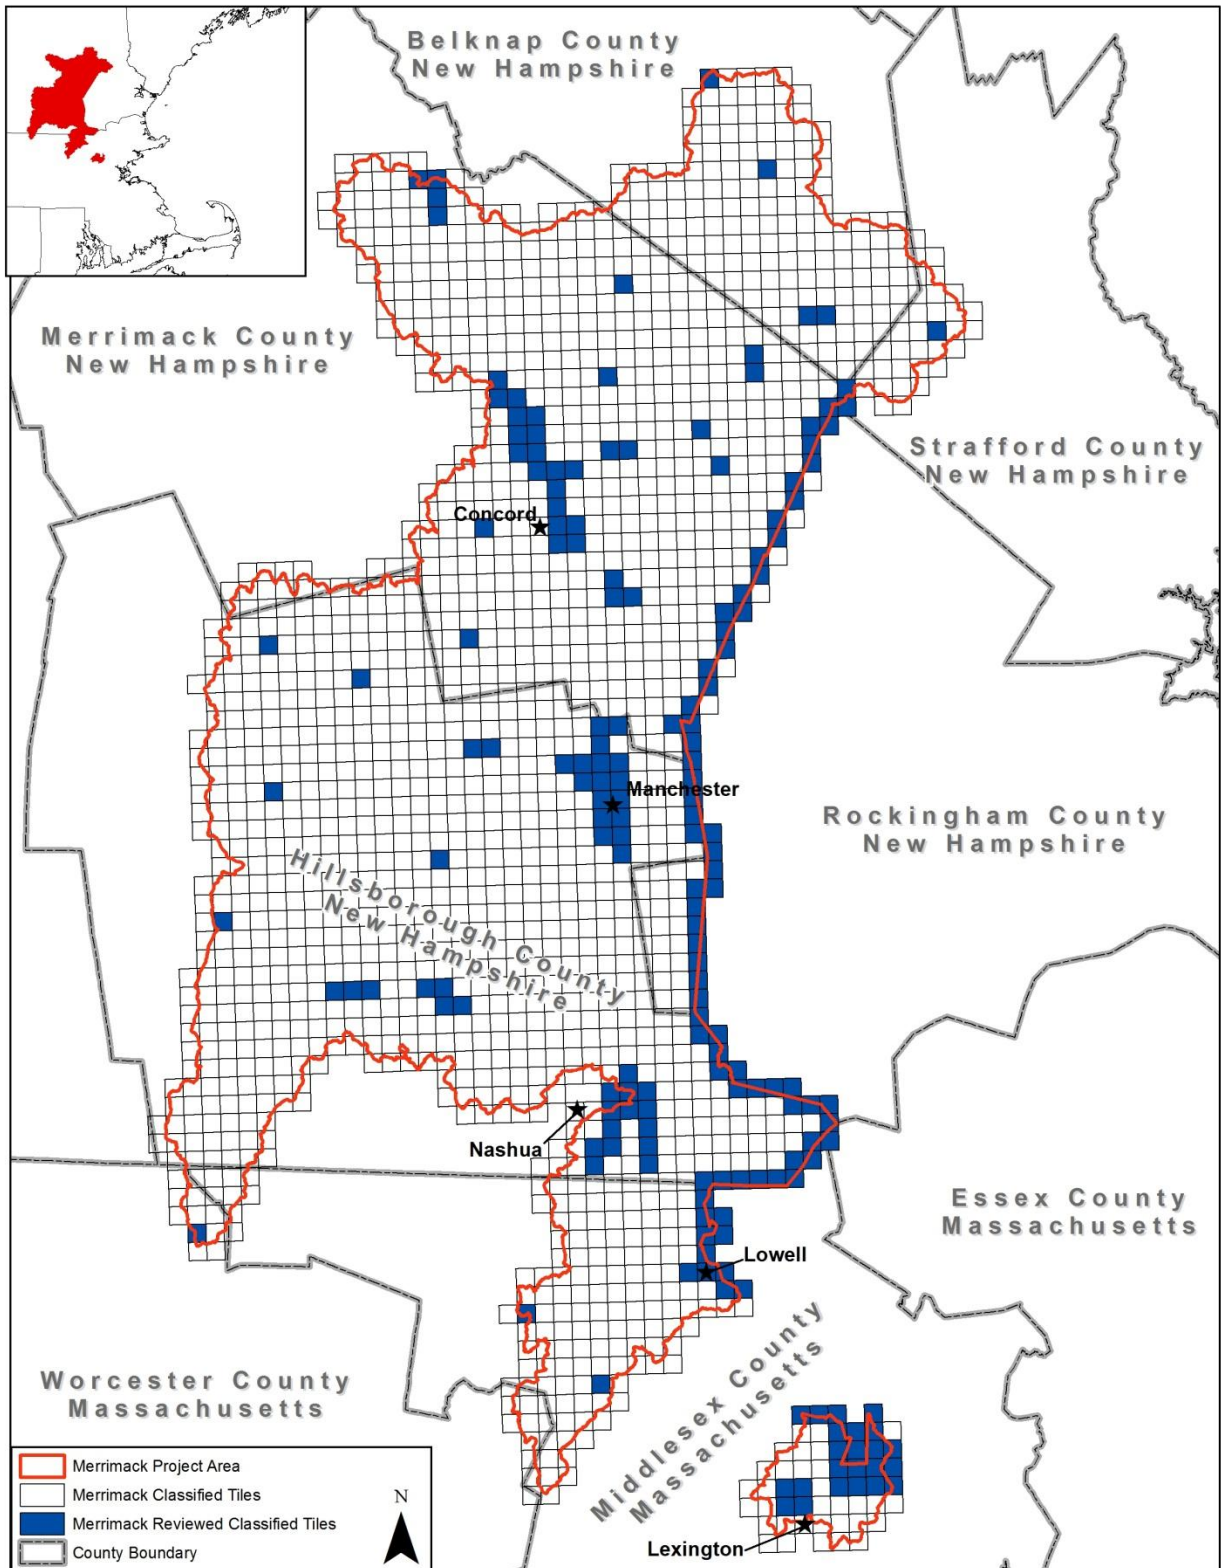 Belknap County
New Hampshire
Merrimack County
New Hampshire
Strafford County
New Hampshire
Concord
Manchester
Rockingham County
New Hampshire
Hillsborough County
New Hampshire
Nashua
Essex County
Massachusetts
Lowell
Worcester County
Massachusetts
Middlesex County
Massachusetts
Lexington
Merrimack Project Area
Merrimack Classified Tiles
Merrimack Reviewed Classified Tiles
County Boundary
N